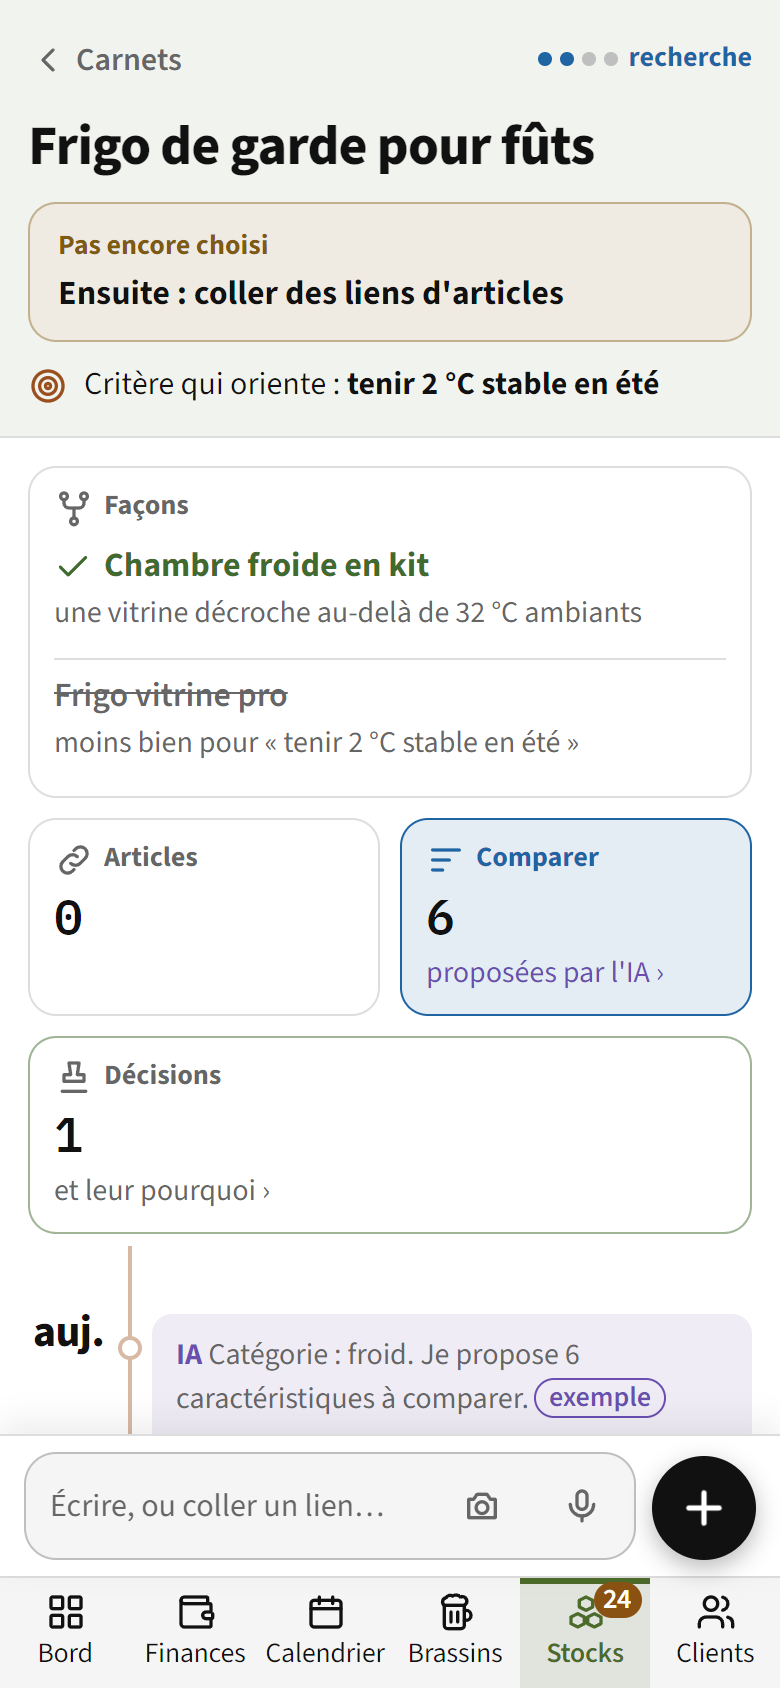 Carnets
recherche
Frigo de garde pour fûts
Pas encore choisi
Ensuite : coller des liens d'articles
Critère qui oriente : tenir 2 °C stable en été
Façons
Chambre froide en kit
une vitrine décroche au-delà de 32 °C ambiants
Frigo vitrine pro
moins bien pour « tenir 2 °C stable en été »
Articles
0
Comparer
6
proposées par l'IA ›
Décisions
1
et leur pourquoi ›
auj.
IA Catégorie : froid. Je propose 6
caractéristiques à comparer. exemple
Écrire, ou coller un lien…
24
Bord
Finances
Calendrier
Brassins
Stocks
Clients